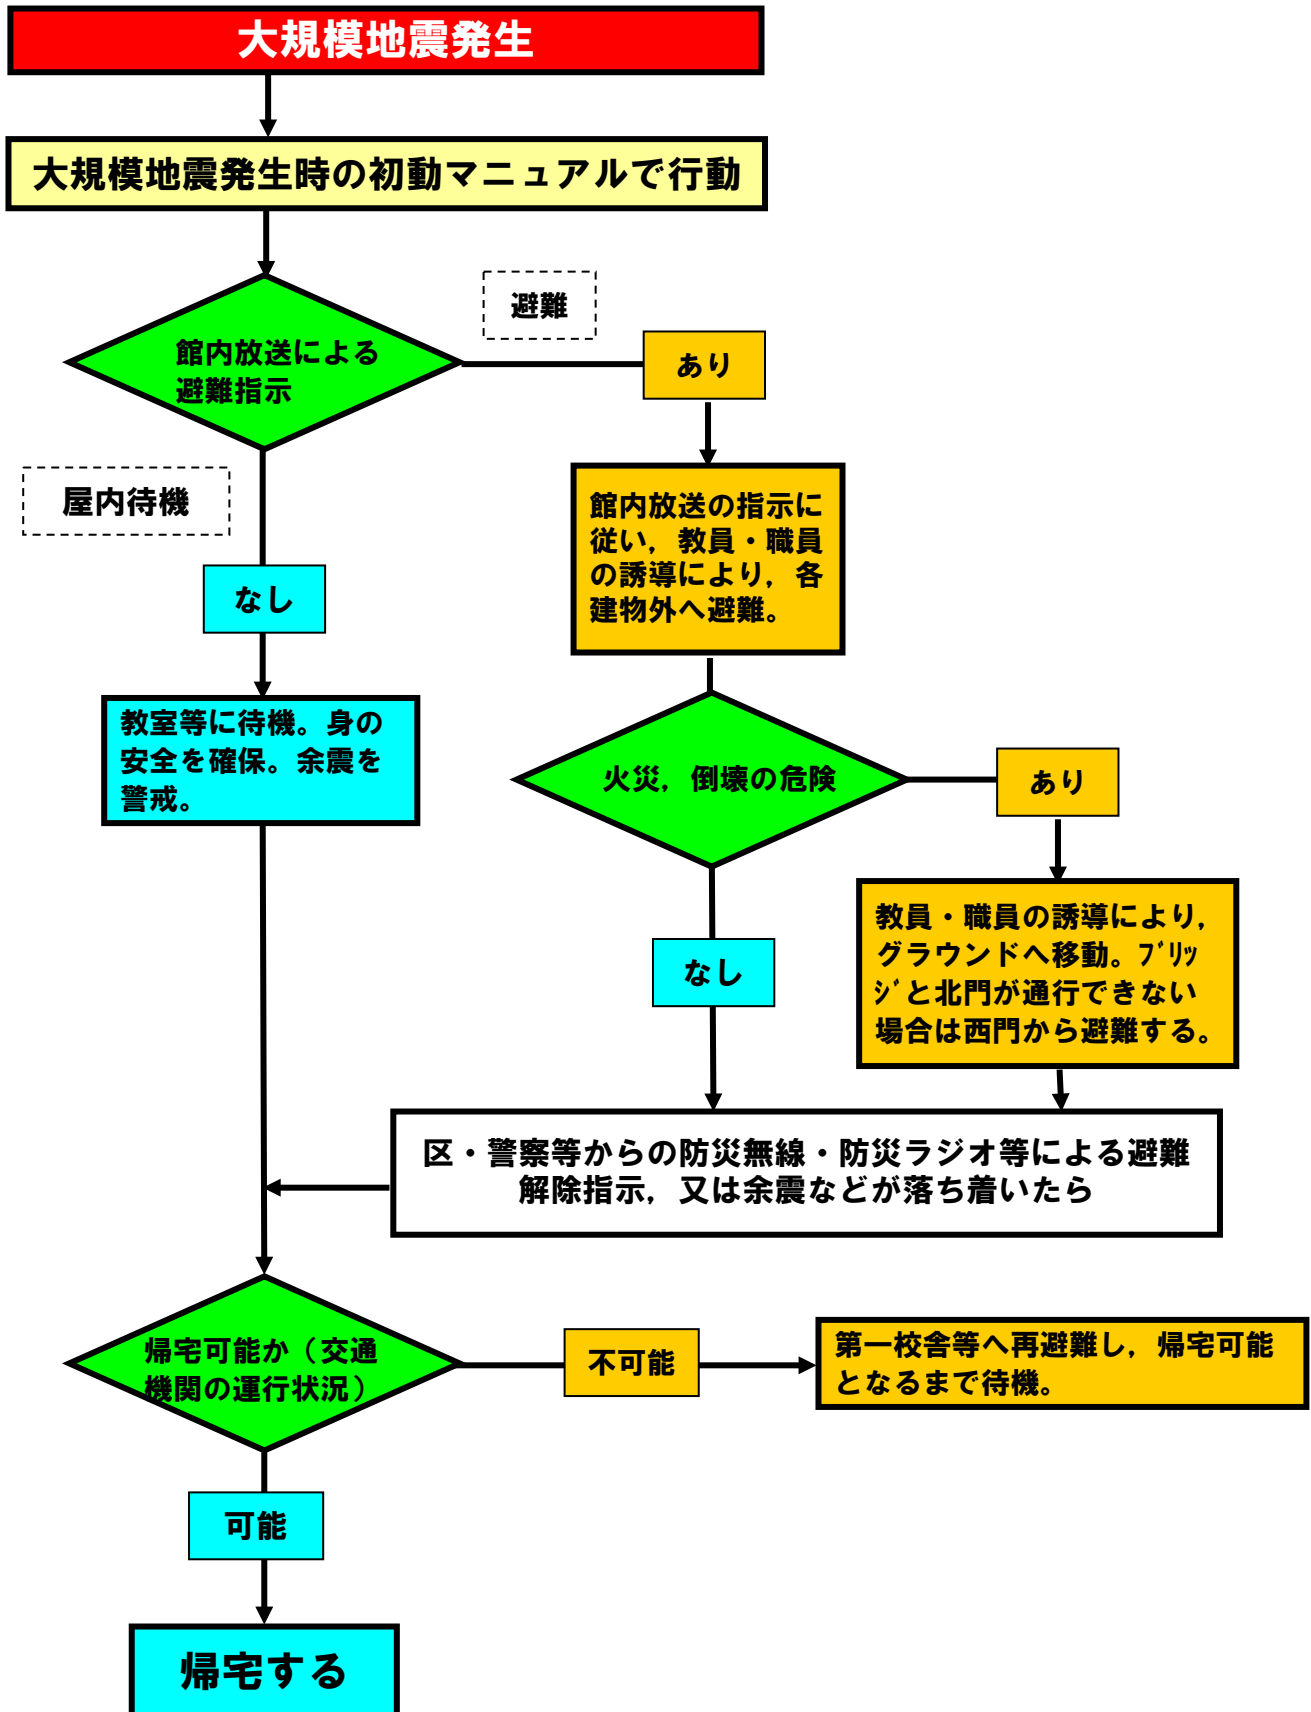 大規模地震発生
大規模地震発生時の初動マニュアルで行動
避難
館内放送による
避難指示
あり
屋内待機
館内放送の指示に
従い，教員・職員
の誘導により，各
建物外へ避難。
なし
教室等に待機。身の
安全を確保。余震を
警戒。
火災，倒壊の危険
あり
教員・職員の誘導により，
グラウンドへ移動。ﾌﾞﾘｯ
ｼﾞと北門が通行できない
場合は西門から避難する。
なし
区・警察等からの防災無線・防災ラジオ等による避難
解除指示，又は余震などが落ち着いたら
帰宅可能か（交通
機関の運行状況）
不可能
第一校舎等へ再避難し，帰宅可能
となるまで待機。
可能
帰宅する